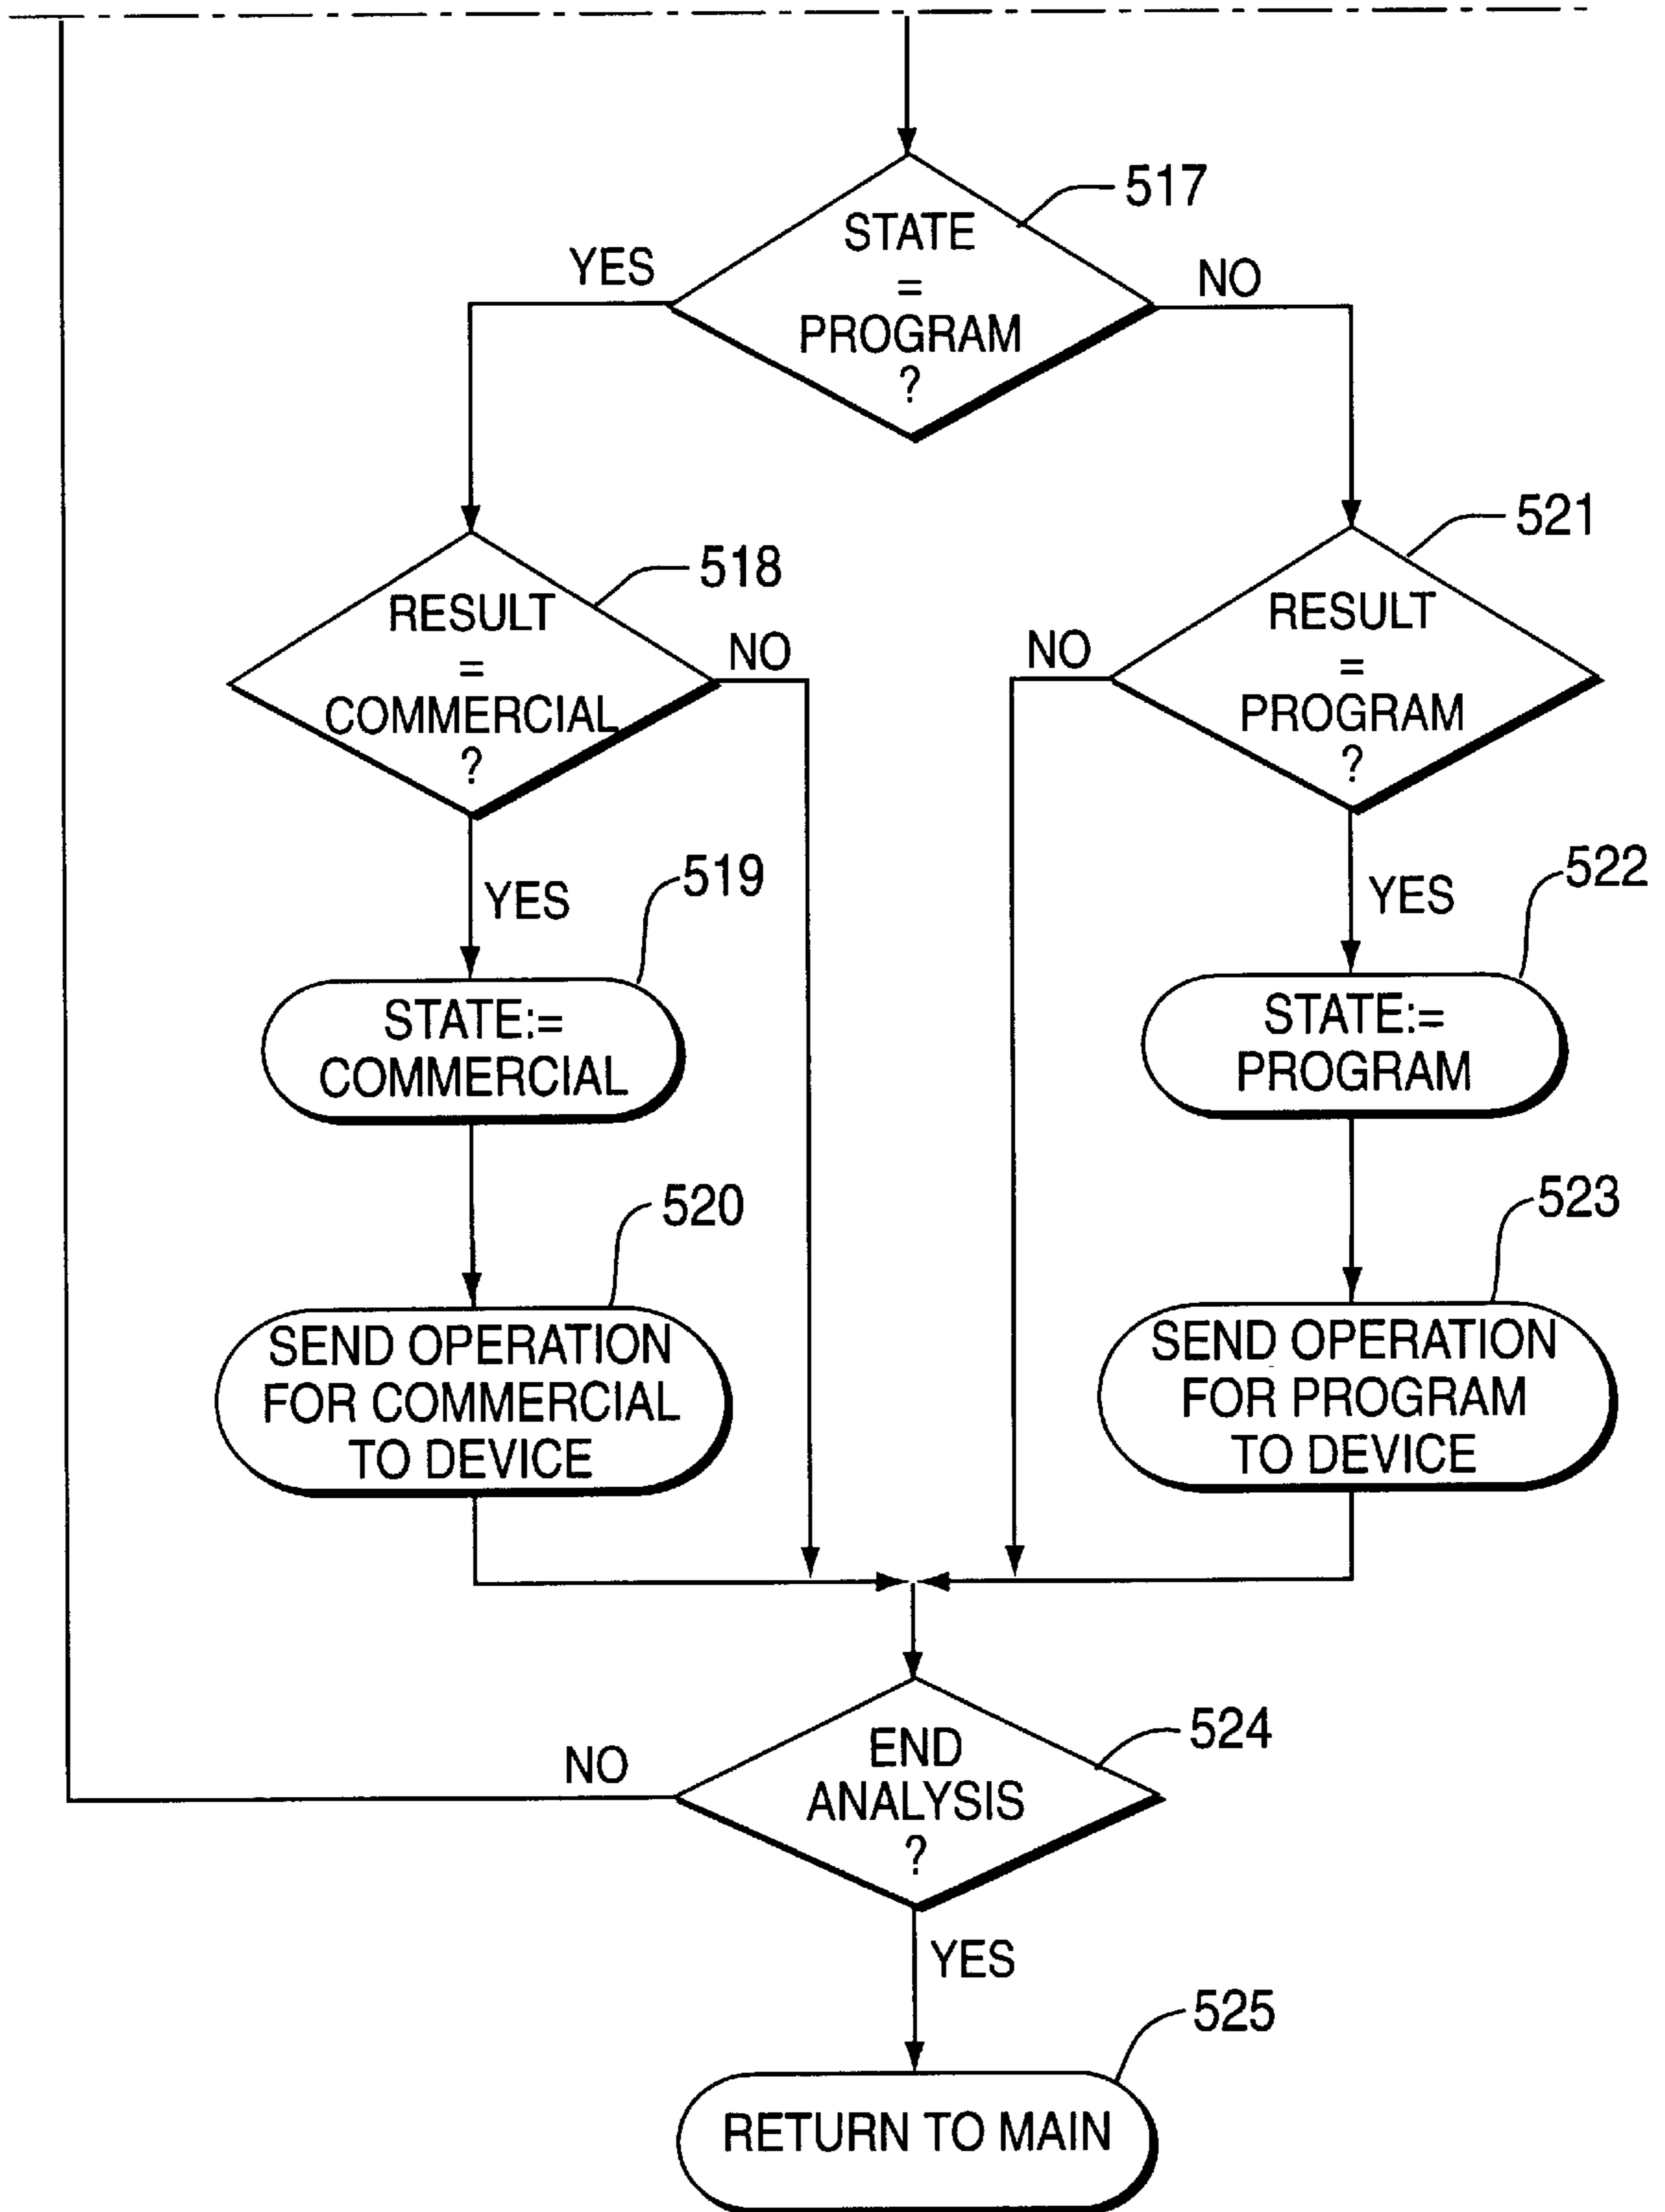 517
STATE
=
PROGRAM
?
YES
NO
518
RESULT
=
COMMERCIAL
?
NO
YES
519
STATE:=
COMMERCIAL
520
SEND OPERATION
FOR COMMERCIAL
TO DEVICE
521
RESULT
=
PROGRAM
?
NO
YES
522
STATE:=
PROGRAM
523
SEND OPERATION
FOR PROGRAM
TO DEVICE
524
END
ANALYSIS
?
NO
YES
525
RETURN TO MAIN